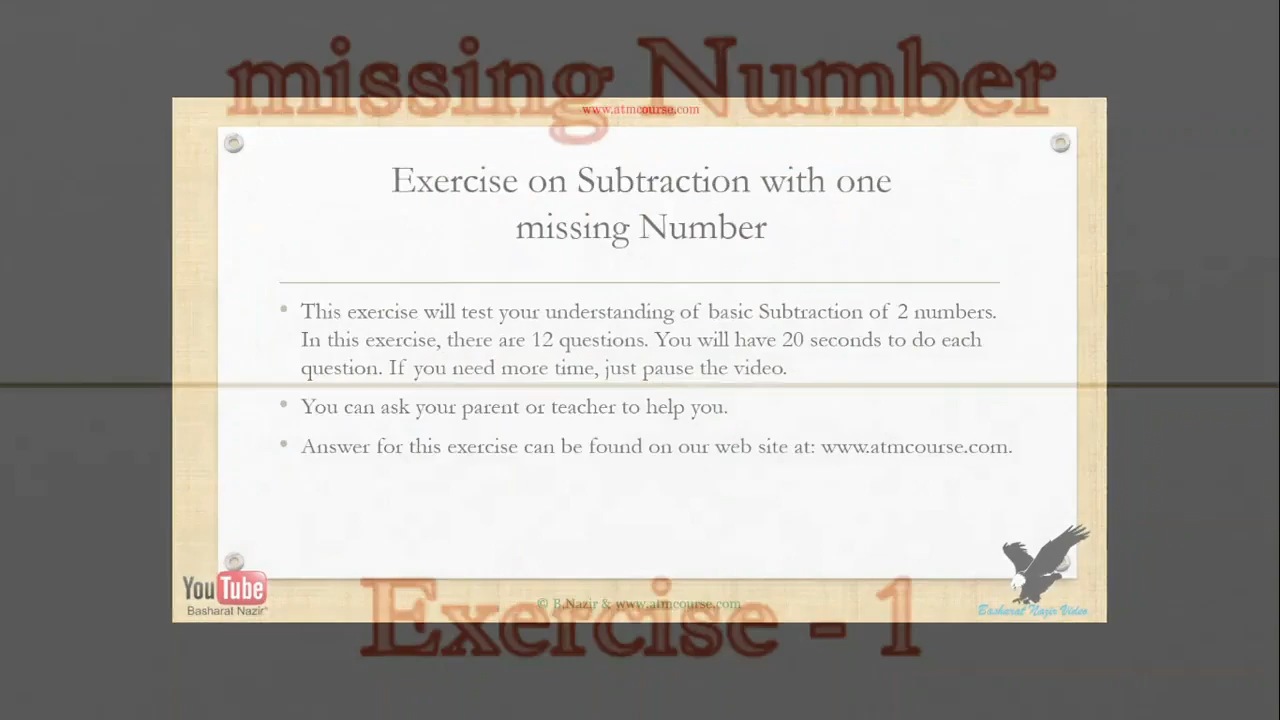 missing Number
www.atmcourse.com
Exercise on Subtraction with one
missing Number
• This exercise will test your understanding of basic Subtraction of 2 numbers.
In this exercise, there are 12 questions. You will have 20 seconds to do each
question. If you need more time, just pause the video.
• You can ask your parent or teacher to help you.
• Answer for this exercise can be found on our web site at: www.atmcourse.com.
YouTube
Basharat Nazir
Basharat Nazir Video
© B.Nazir & www.atmcourse.com
Exercise - 1